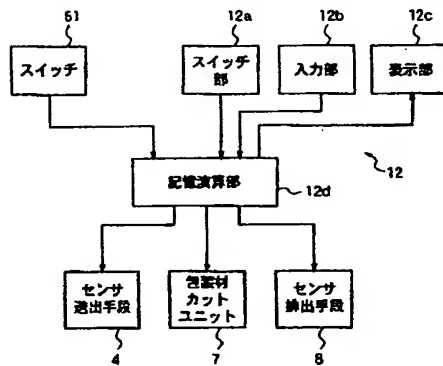 61
12a
12b
12c
スイッチ
スイッチ
部
入力部
表示部
12
記憶演算部
12d
センサ
送出手段
包装材
カット
ユニット
センサ
排出手段
4
7
8